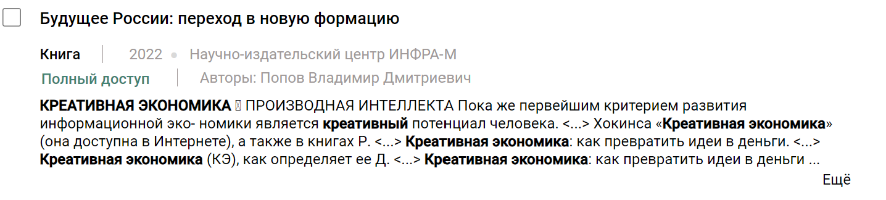 Будущее России: переход в новую формацию
Книга 2022 Научно-издательский центр ИНФРА-М
Полный доступ Авторы: Попов Владимир Дмитриевич
КРЕАТИВНАЯ ЭКОНОМИКА ▯ ПРОИЗВОДНАЯ ИНТЕЛЛЕКТА Пока же первейшим критерием развития
информационной эко- номики является креативный потенциал человека. <...> Хокинса «Креативная экономика»
(она доступна в Интернете), а также в книгах Р. <...> Креативная экономика: как превратить идеи в деньги. <...>
Креативная экономика (КЭ), как определяет ее Д. <...> Креативная экономика: как превратить идеи в деньги ...
Ещё